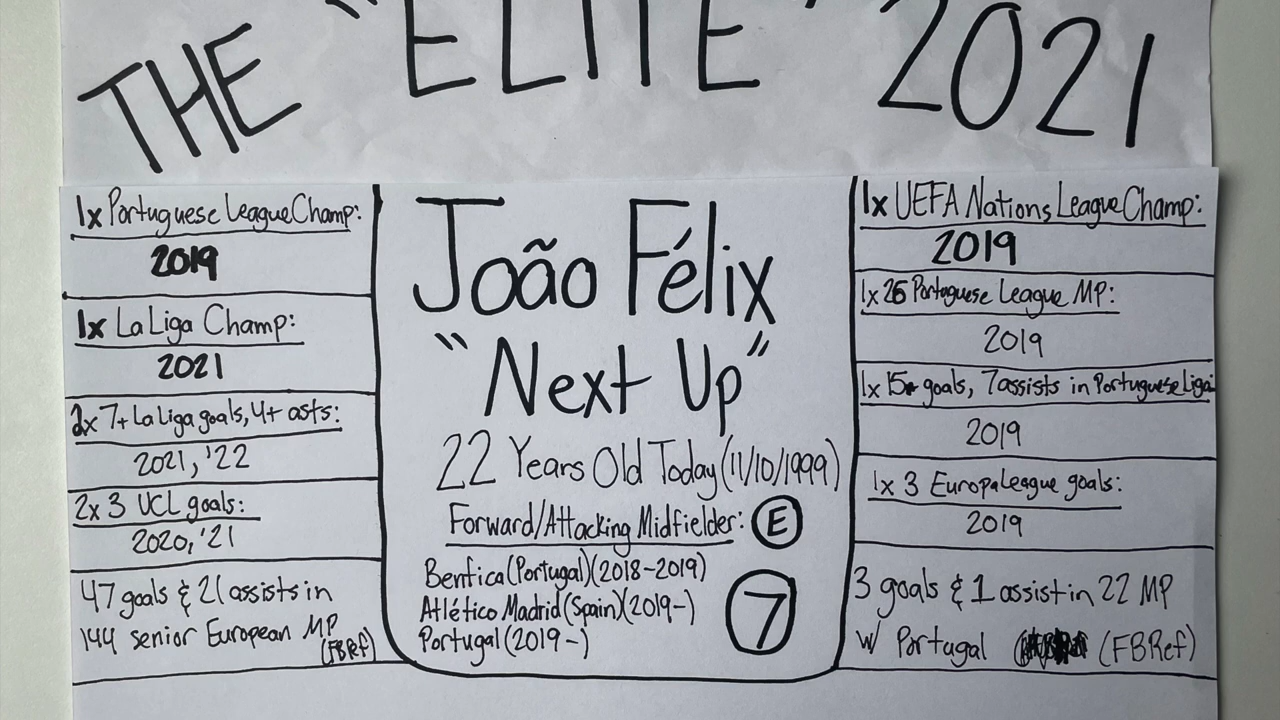 THE "ELITE" 2021
1x Portuguese League Champ:
2019
1x La Liga Champ:
2021
2x 7+ La Liga goals, 4+ asts:
2021, '22
2x 3 UCL goals:
2020, '21
47 goals & 21 assists in
144 senior European MP
(FBRef)
João Félix
"Next Up"
22 Years Old Today (11/10/1999)
Forward/Attacking Midfielder: E
Benfica (Portugal) (2018-2019)
Atlético Madrid (Spain) (2019-)
Portugal (2019-)
7
1x UEFA Nations League Champ:
2019
1x 26 Portuguese League MP:
2019
1x 15 goals, 7 assists in Portuguese Liga:
2019
1x 3 Europa League goals:
2019
3 goals & 1 assist in 22 MP
w/ Portugal (FBRef)